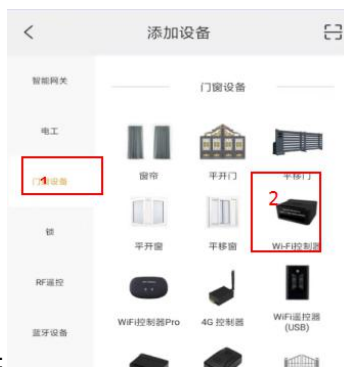 添加设备
智能网关
门窗设备
电工
窗帘
平开门
平移门
1
门窗设备
2
锁
平开窗
平移窗
Wi-Fi控制器
RF遥控
WiFi控制器Pro
4G 控制器
WiFi遥控器
(USB)
蓝牙设备